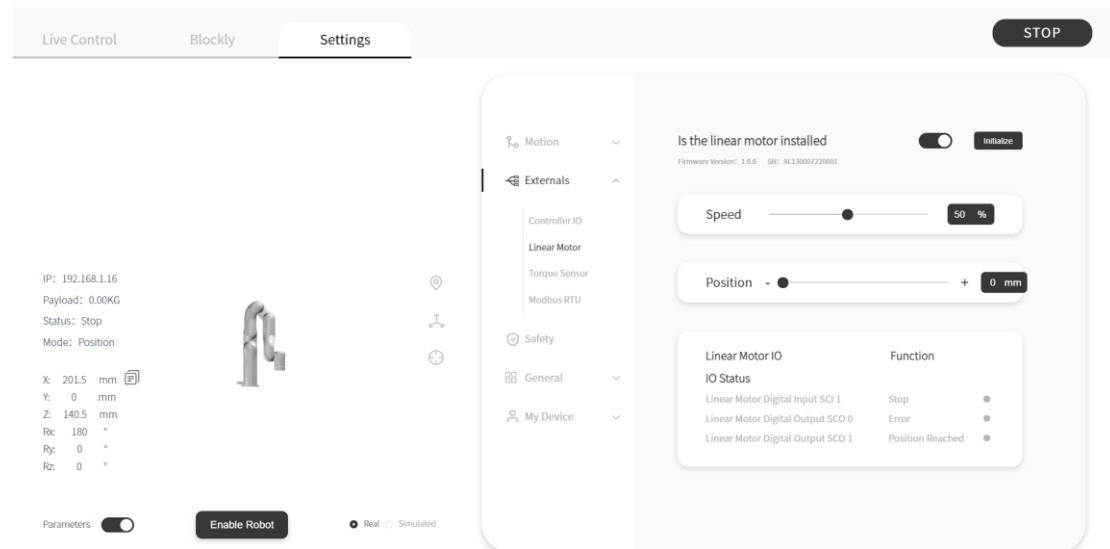 Live Control
Blockly
Settings
STOP
IP: 192.168.1.16
Payload: 0.00KG
Status: Stop
Mode: Position
X: 201.5 mm
Y: 0 mm
Z: 140.5 mm
Rx: 180 °
Ry: 0 °
Rz: 0 °
Parameters
Enable Robot
Real
Simulated
Motion
Externals
Controller IO
Linear Motor
Torque Sensor
Modbus RTU
Safety
General
My Device
Is the linear motor installed
Initialize
Firmware Version: 1.0.6 SN: AL130007220001
Speed 50 %
Position - + 0 mm
Linear Motor IO Function
IO Status
Linear Motor Digital Input SCI 1 Stop
Linear Motor Digital Output SCO 0 Error
Linear Motor Digital Output SCO 1 Position Reached